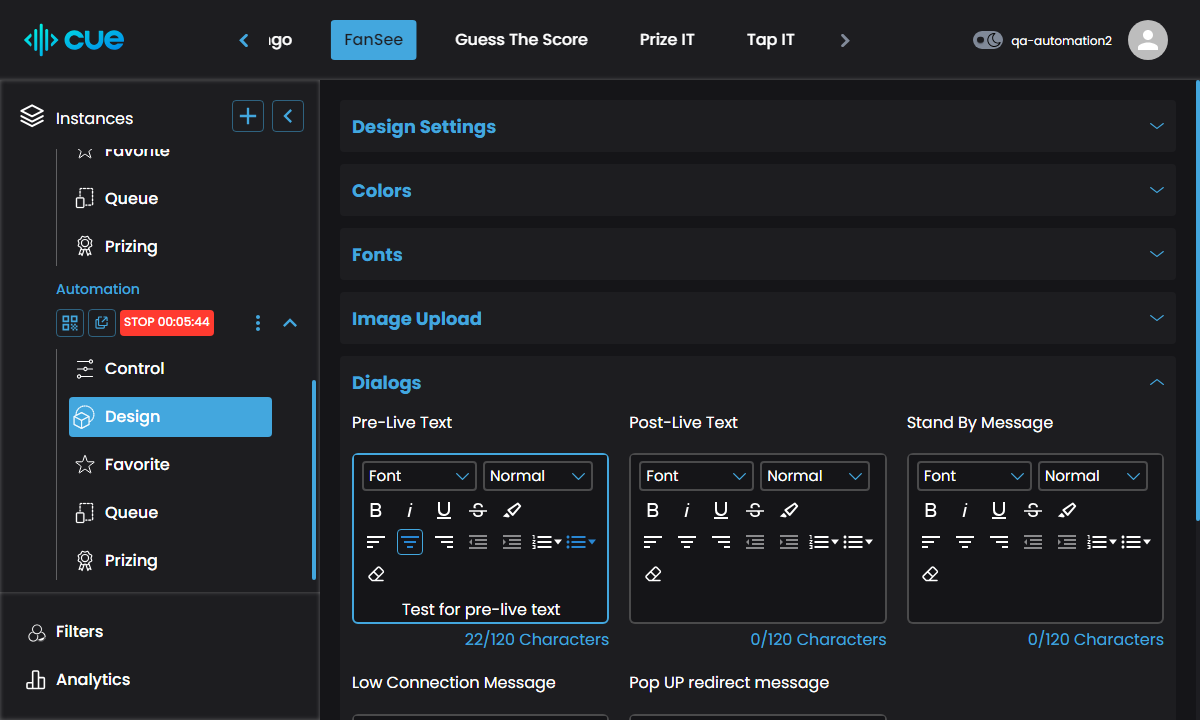 cue
ngo
FanSee
Guess The Score
Prize IT
Tap IT
qa-automation2
Instances
Favorite
Queue
Prizing
Automation
STOP 00:05:44
Control
Design
Favorite
Queue
Prizing
Filters
Analytics
Design Settings
Colors
Fonts
Image Upload
Dialogs
Pre-Live Text
Post-Live Text
Stand By Message
Font Normal
Font Normal
Font Normal
B i U S
B i U S
B i U S
Test for pre-live text
22/120 Characters
0/120 Characters
0/120 Characters
Low Connection Message
Pop UP redirect message